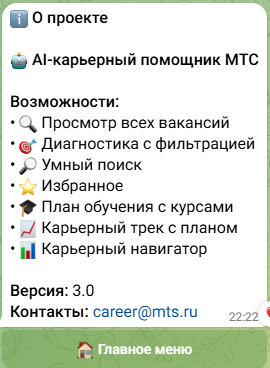 ℹ️ О проекте
🤖 AI-карьерный помощник МТС
Возможности:
• 🔍 Просмотр всех вакансий
• 🎯 Диагностика с фильтрацией
• 🔎 Умный поиск
• ⭐ Избранное
• 🎓 План обучения с курсами
• 📈 Карьерный трек с планом
• 📊 Карьерный навигатор
Версия: 3.0
Контакты: career@mts.ru
22:22
🏠 Главное меню